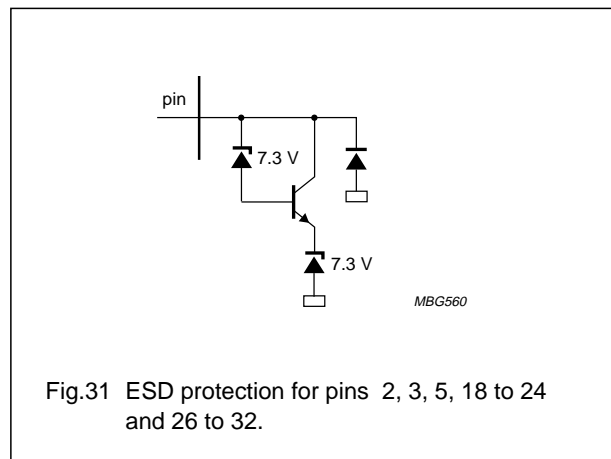 pin
7.3 V
7.3 V
MBG560
Fig.31 ESD protection for pins 2, 3, 5, 18 to 24
and 26 to 32.